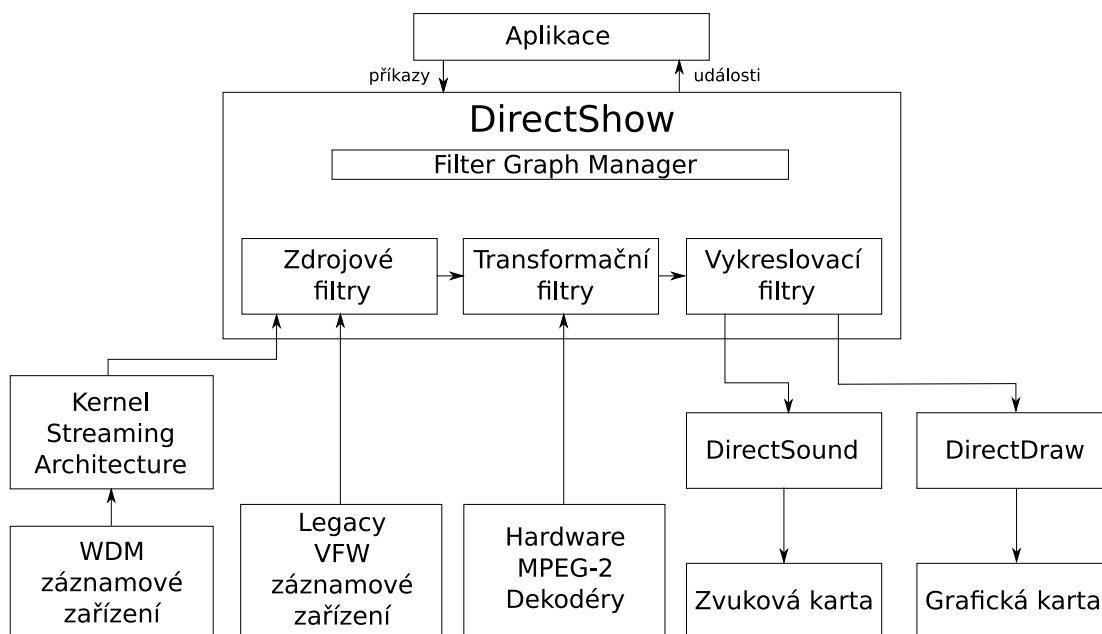 Aplikace
příkazy
události
DirectShow
Filter Graph Manager
Zdrojové
filtry
Transformační
filtry
Vykreslovací
filtry
Kernel
Streaming
Architecture
DirectSound
DirectDraw
WDM
záznamové
zařízení
Legacy
VFW
záznamové
zařízení
Hardware
MPEG-2
Dekodéry
Zvuková karta
Grafická karta